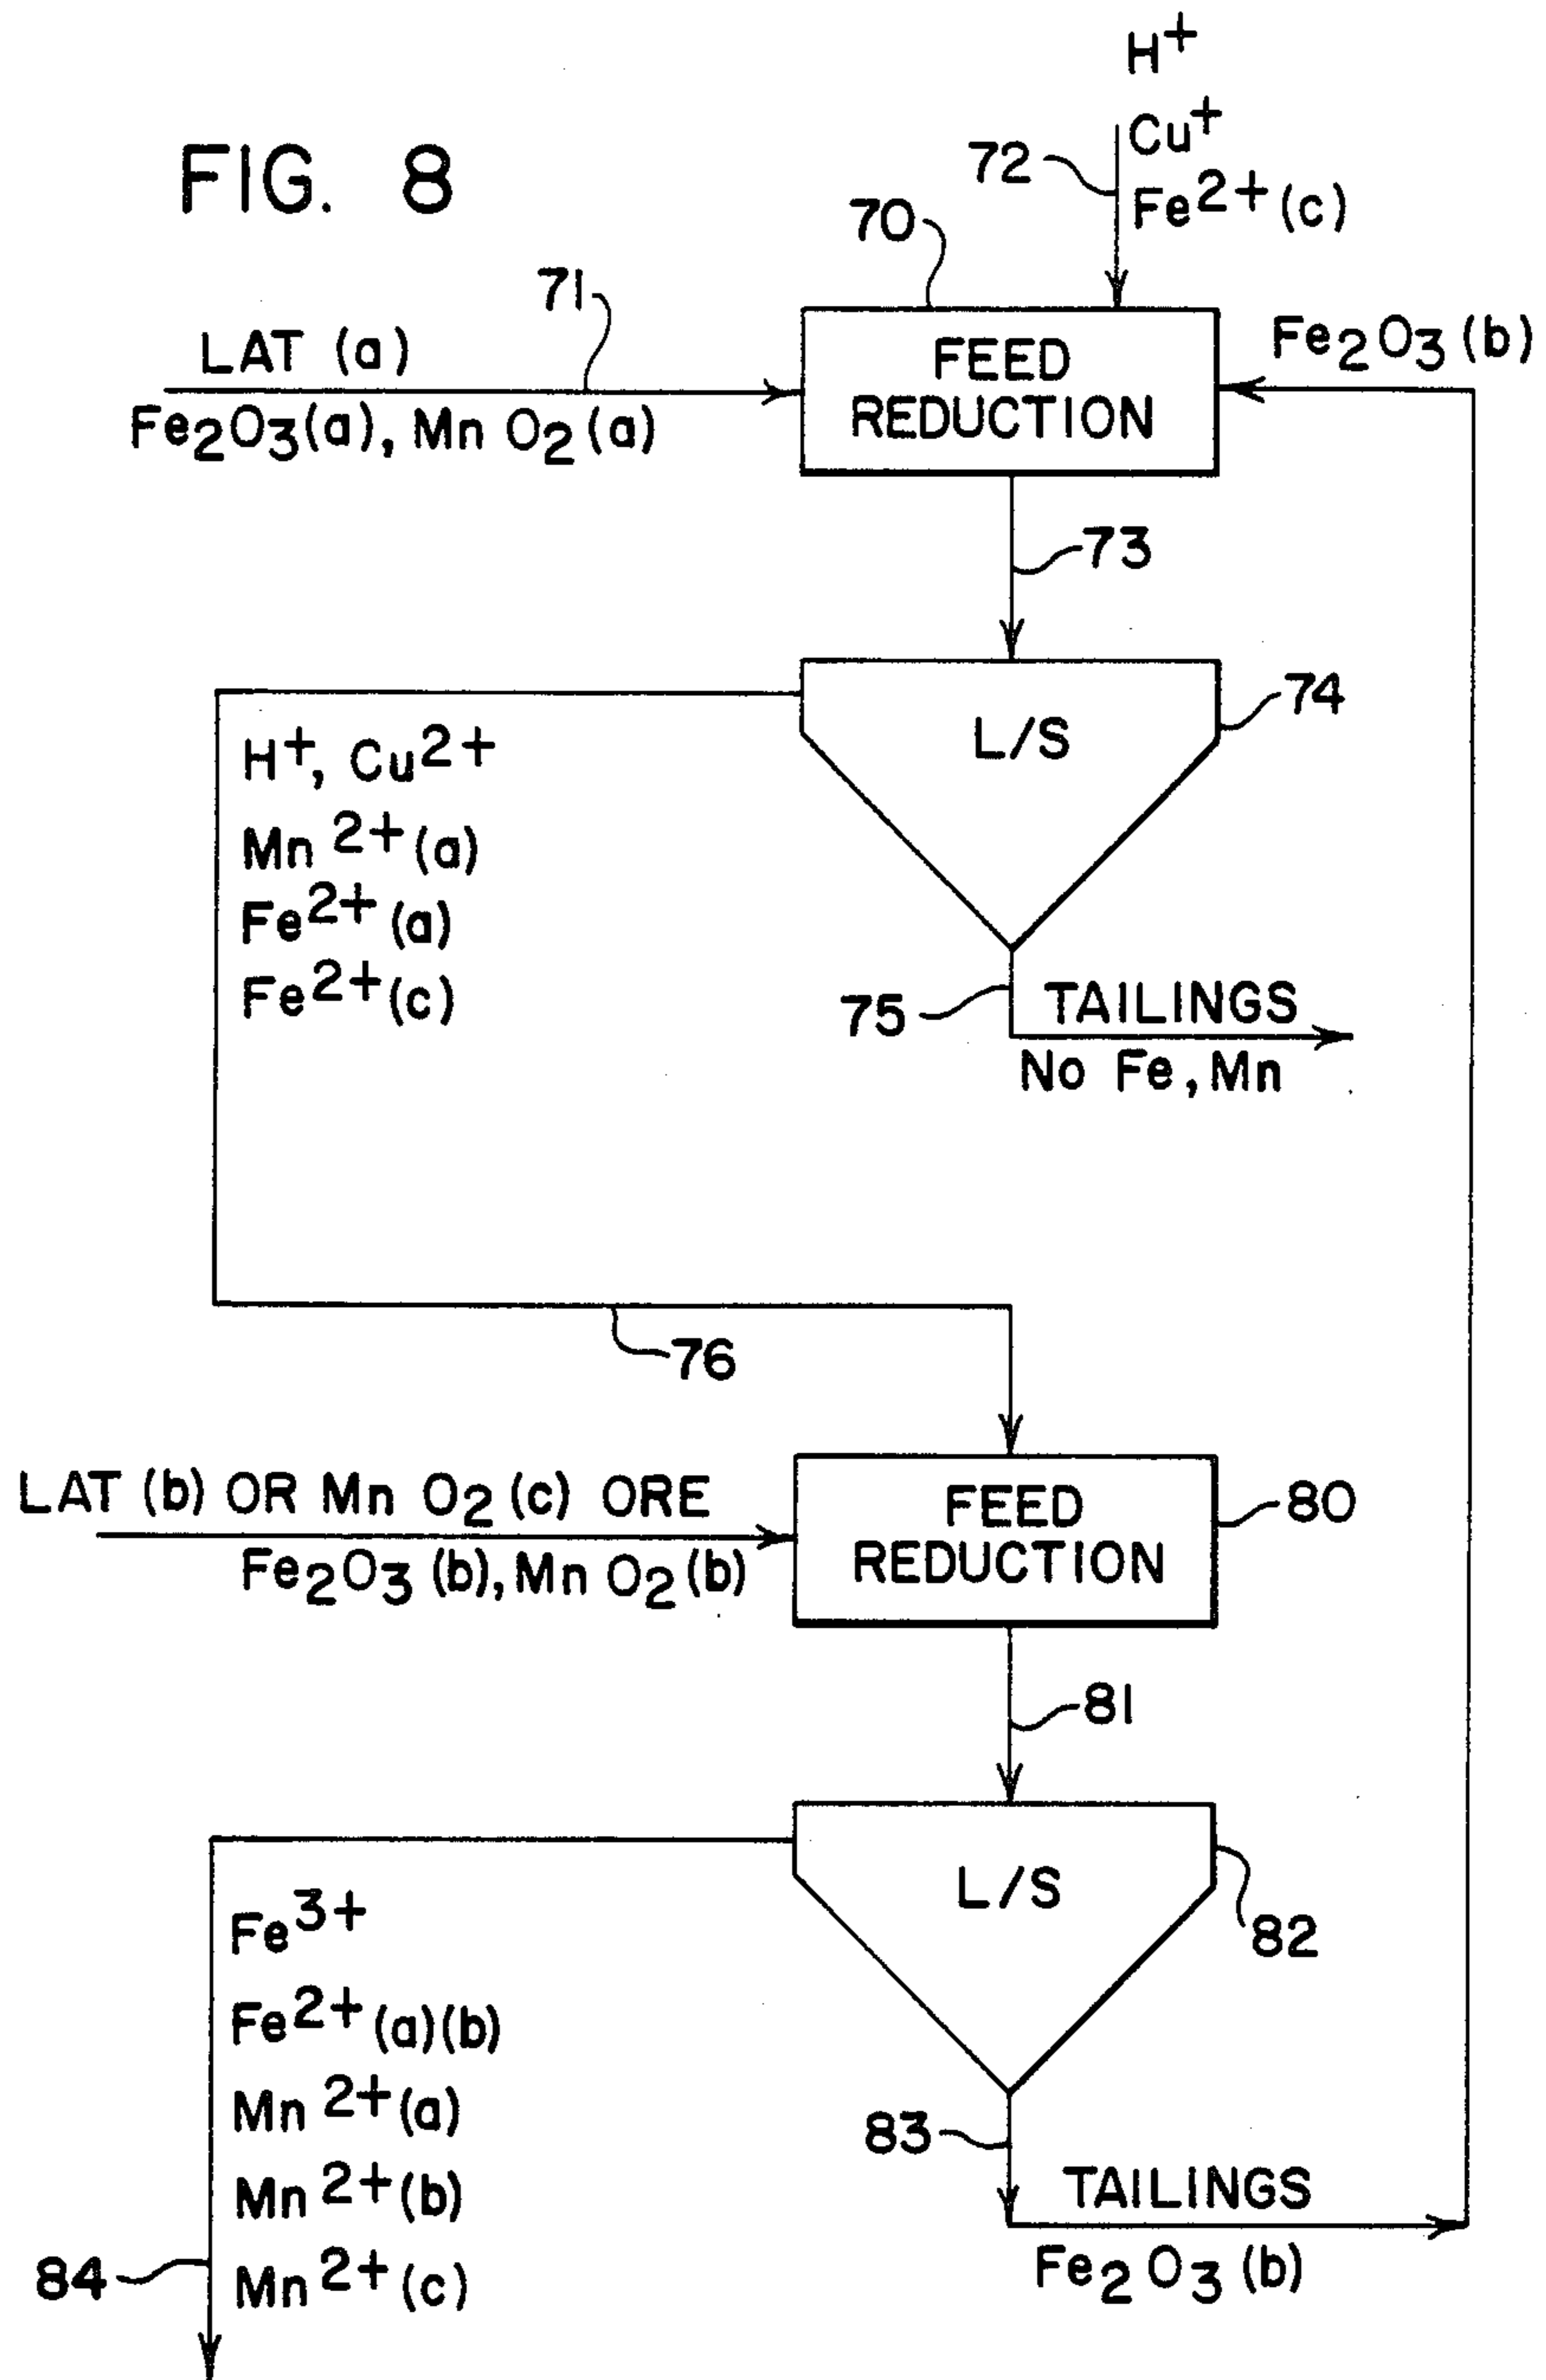 FIG. 8
H+
Cu+
72
Fe2+(c)
70
71
LAT (a)
Fe2O3(a), Mn O2(a)
FEED
REDUCTION
Fe2O3(b)
73
74
L/S
H+, Cu2+
Mn 2+(a)
Fe2+(a)
Fe2+(c)
75
TAILINGS
No Fe, Mn
76
LAT (b) OR Mn O2(c) ORE
Fe2O3(b), Mn O2(b)
FEED
REDUCTION
80
81
L/S
82
Fe3+
Fe2+(a)(b)
Mn 2+(a)
Mn 2+(b)
Mn 2+(c)
83
TAILINGS
Fe2O3(b)
84